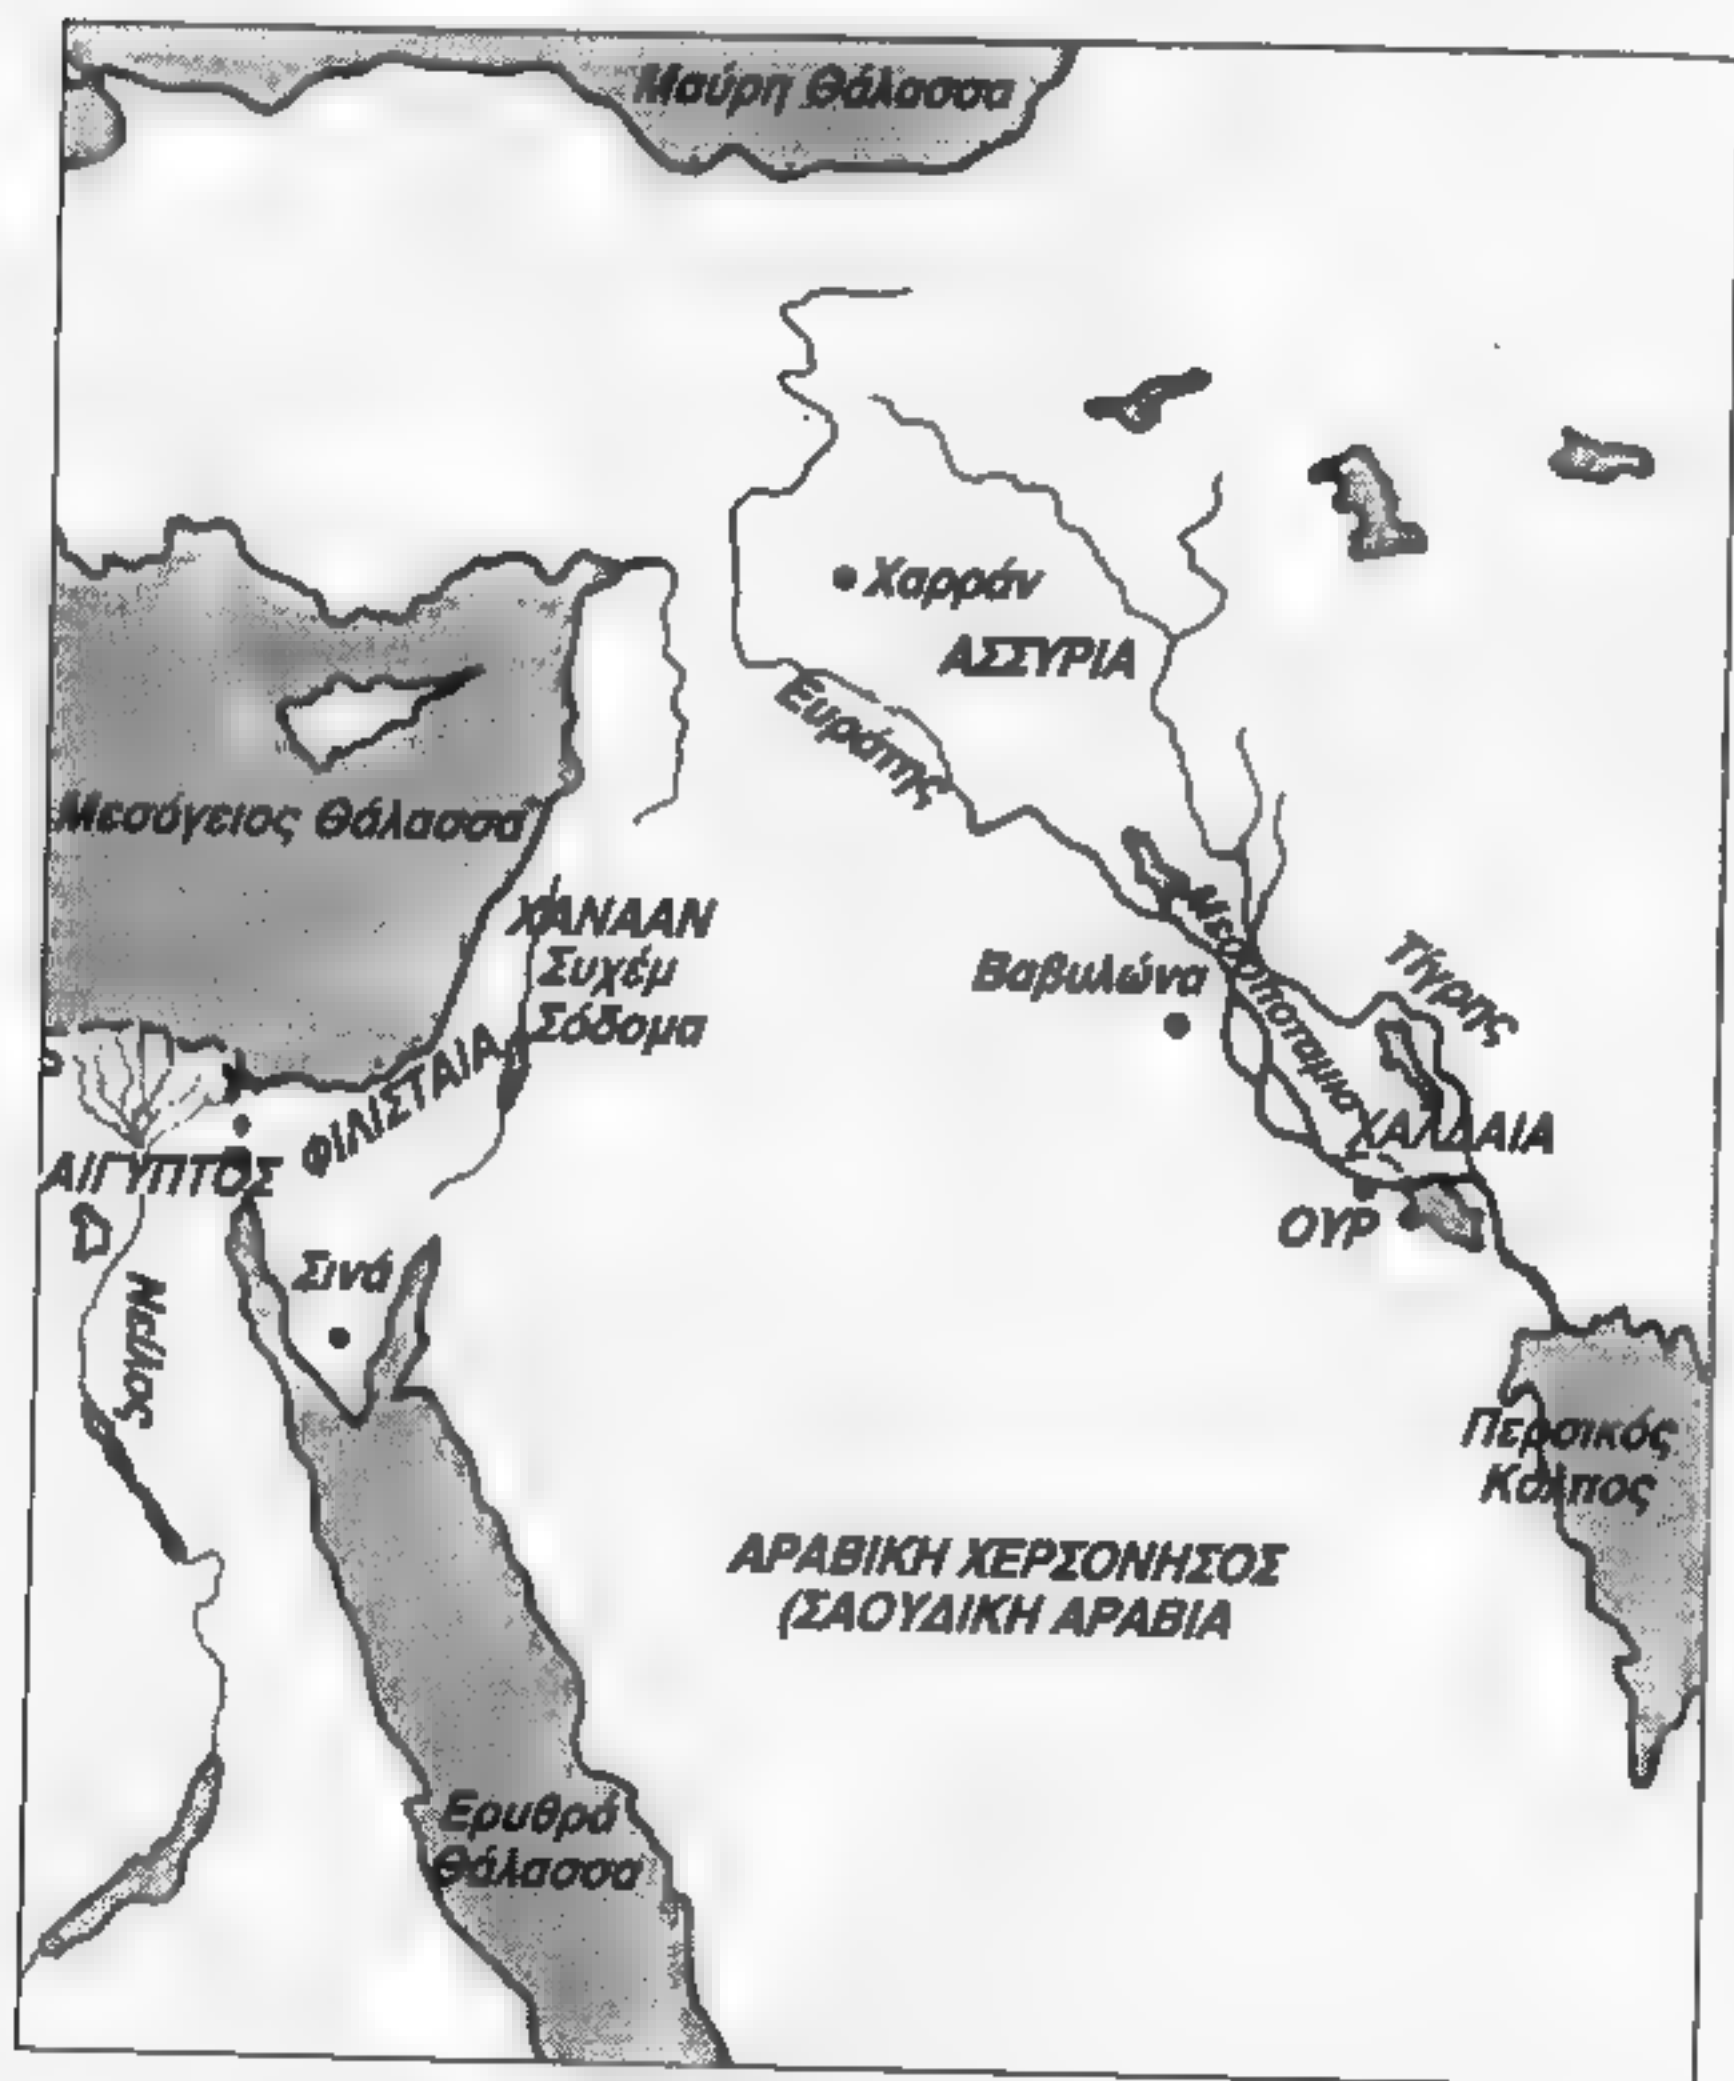 Μαύρη Θάλασσα
Χαρράν
ΑΣΣΥΡΙΑ
Ευφράτης
Μεσόγειος Θάλασσα
ΧΑΝΑΑΝ
Συχέμ
Σόδομα
Βαβυλώνα
Μεσοποταμια
Τίγρης
ΦΙΛΙΣΤΑΙΑ
ΧΑΛΔΑΙΑ
ΑΙΓΥΠΤΟΣ
ΟΥΡ
Σινά
Νείλος
Περσικός
Κόλπος
ΑΡΑΒΙΚΗ ΧΕΡΣΟΝΗΣΟΣ
(ΣΑΟΥΔΙΚΗ ΑΡΑΒΙΑ
Ερυθρά
Θάλασσα